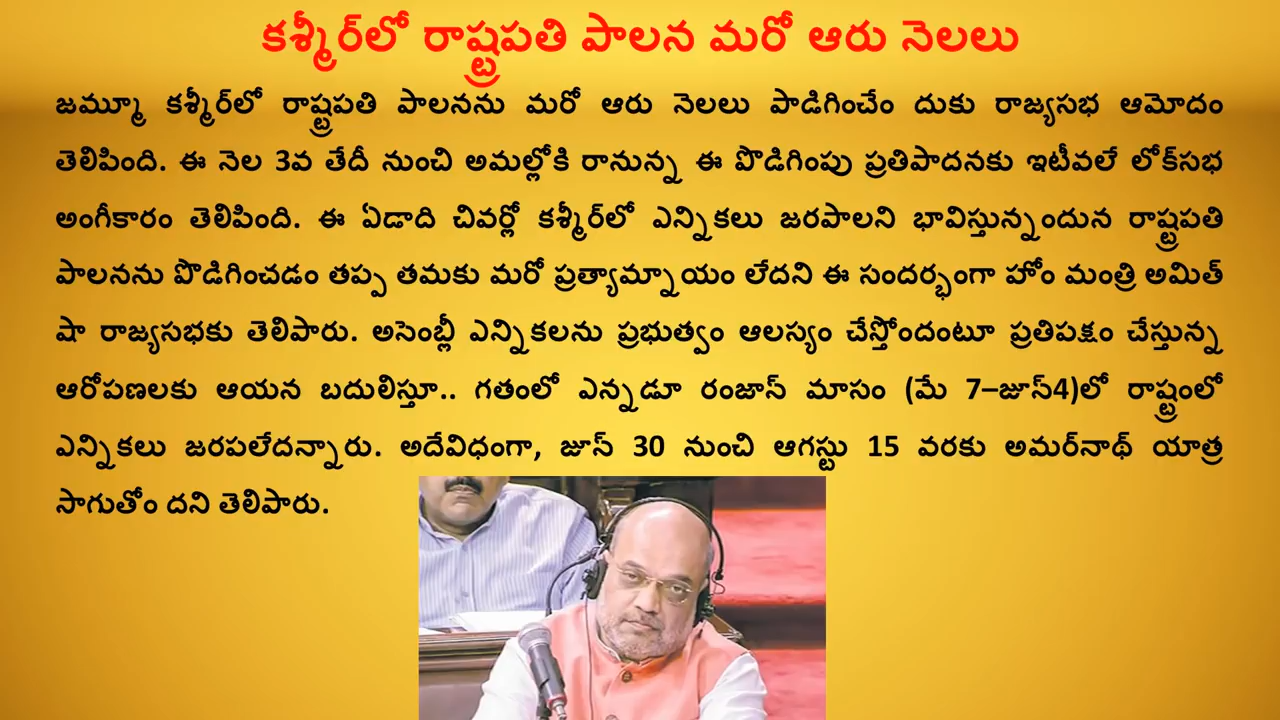 కశ్మీర్‌లో రాష్ట్రపతి పాలన మరో ఆరు నెలలు
జమ్మూ కశ్మీర్‌లో రాష్ట్రపతి పాలనను మరో ఆరు నెలలు పాడిగించేం దుకు రాజ్యసభ ఆమోదం
తెలిపింది. ఈ నెల 3వ తేదీ నుంచి అమల్లోకి రానున్న ఈ పొడిగింపు ప్రతిపాదనకు ఇటీవలే లోక్‌సభ
అంగీకారం తెలిపింది. ఈ ఏడాది చివర్లో కశ్మీర్‌లో ఎన్నికలు జరపాలని భావిస్తున్నందున రాష్ట్రపతి
పాలనను పొడిగించడం తప్ప తమకు మరో ప్రత్యామ్నాయం లేదని ఈ సందర్భంగా హోం మంత్రి అమిత్
షా రాజ్యసభకు తెలిపారు. అసెంబ్లీ ఎన్నికలను ప్రభుత్వం ఆలస్యం చేస్తోందంటూ ప్రతిపక్షం చేస్తున్న
ఆరోపణలకు ఆయన బదులిస్తూ.. గతంలో ఎన్నడూ రంజాన్ మాసం (మే 7–జూన్4)లో రాష్ట్రంలో
ఎన్నికలు జరపలేదన్నారు. అదేవిధంగా, జూన్ 30 నుంచి ఆగస్టు 15 వరకు అమర్‌నాథ్ యాత్ర
సాగుతోం దని తెలిపారు.